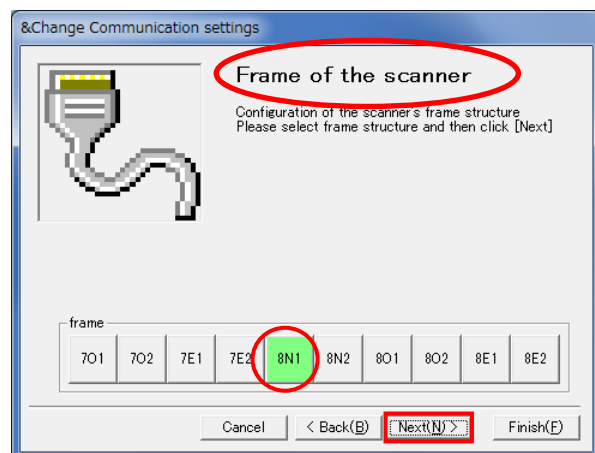 &Change Communication settings
Frame of the scanner
Configuration of the scanner's frame structure
Please select frame structure and then click [Next]
frame
7O1 7O2 7E1 7E2 8N1 8N2 8O1 8O2 8E1 8E2
Cancel < Back(B) Next(N) > Finish(F)